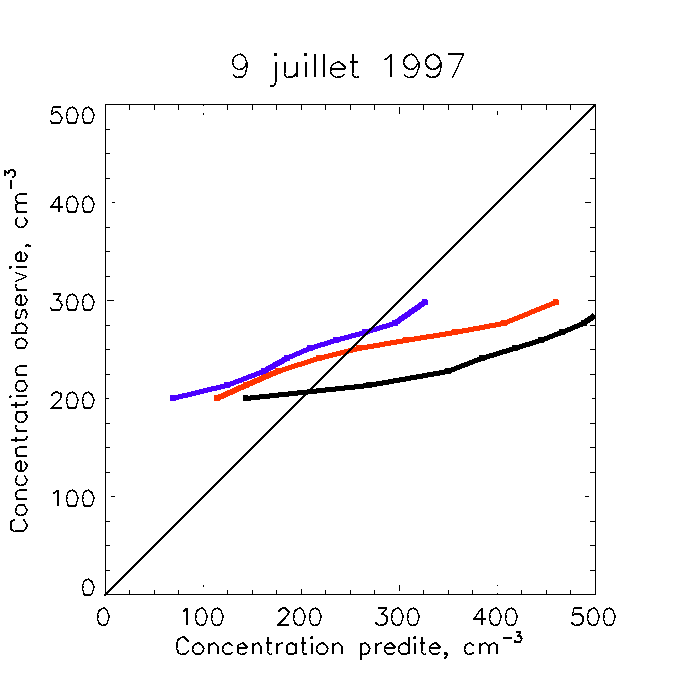 9 juillet 1997
500
400
300
200
100
0
Concentration observie, cm⁻³
0 100 200 300 400 500
Concentration predite, cm⁻³